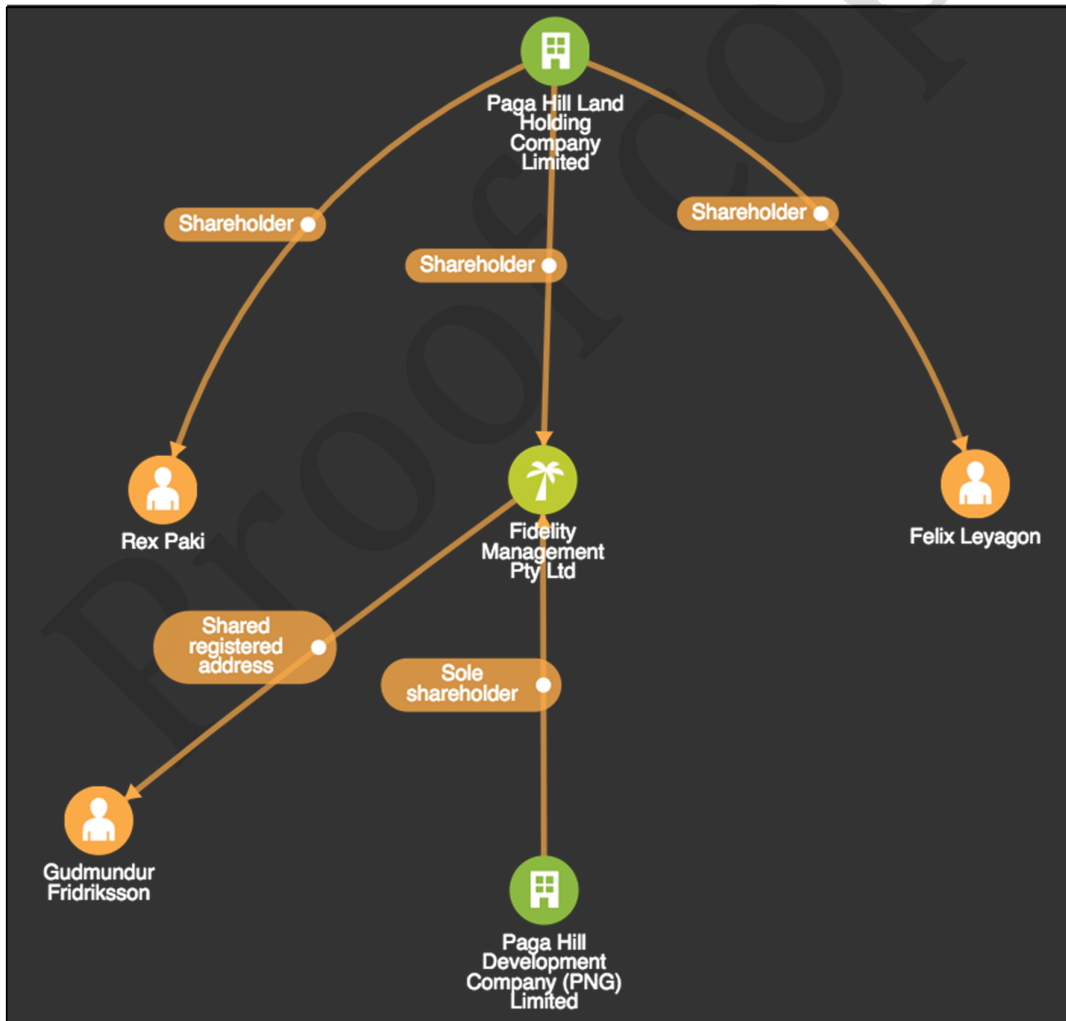 Paga Hill Land
Holding
Company
Limited
Shareholder
Shareholder
Shareholder
Rex Paki
Fidelity
Management
Pty Ltd
Felix Leyagon
Shared
registered
address
Sole
shareholder
Gudmundur
Fridriksson
Paga Hill
Development
Company (PNG)
Limited
Proof cop